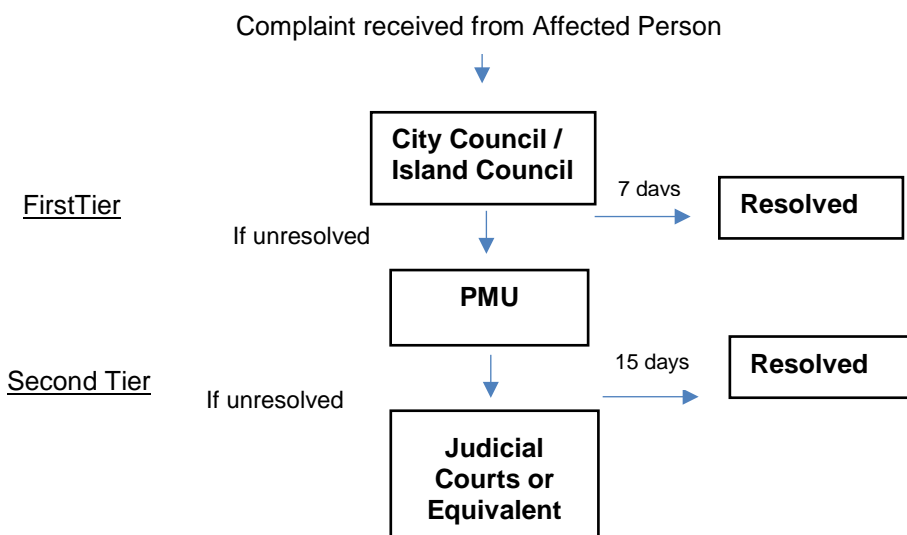 Complaint received from Affected Person
City Council /
Island Council
7 days
Resolved
FirstTier
If unresolved
PMU
15 days
Resolved
Second Tier
If unresolved
Judicial
Courts or
Equivalent